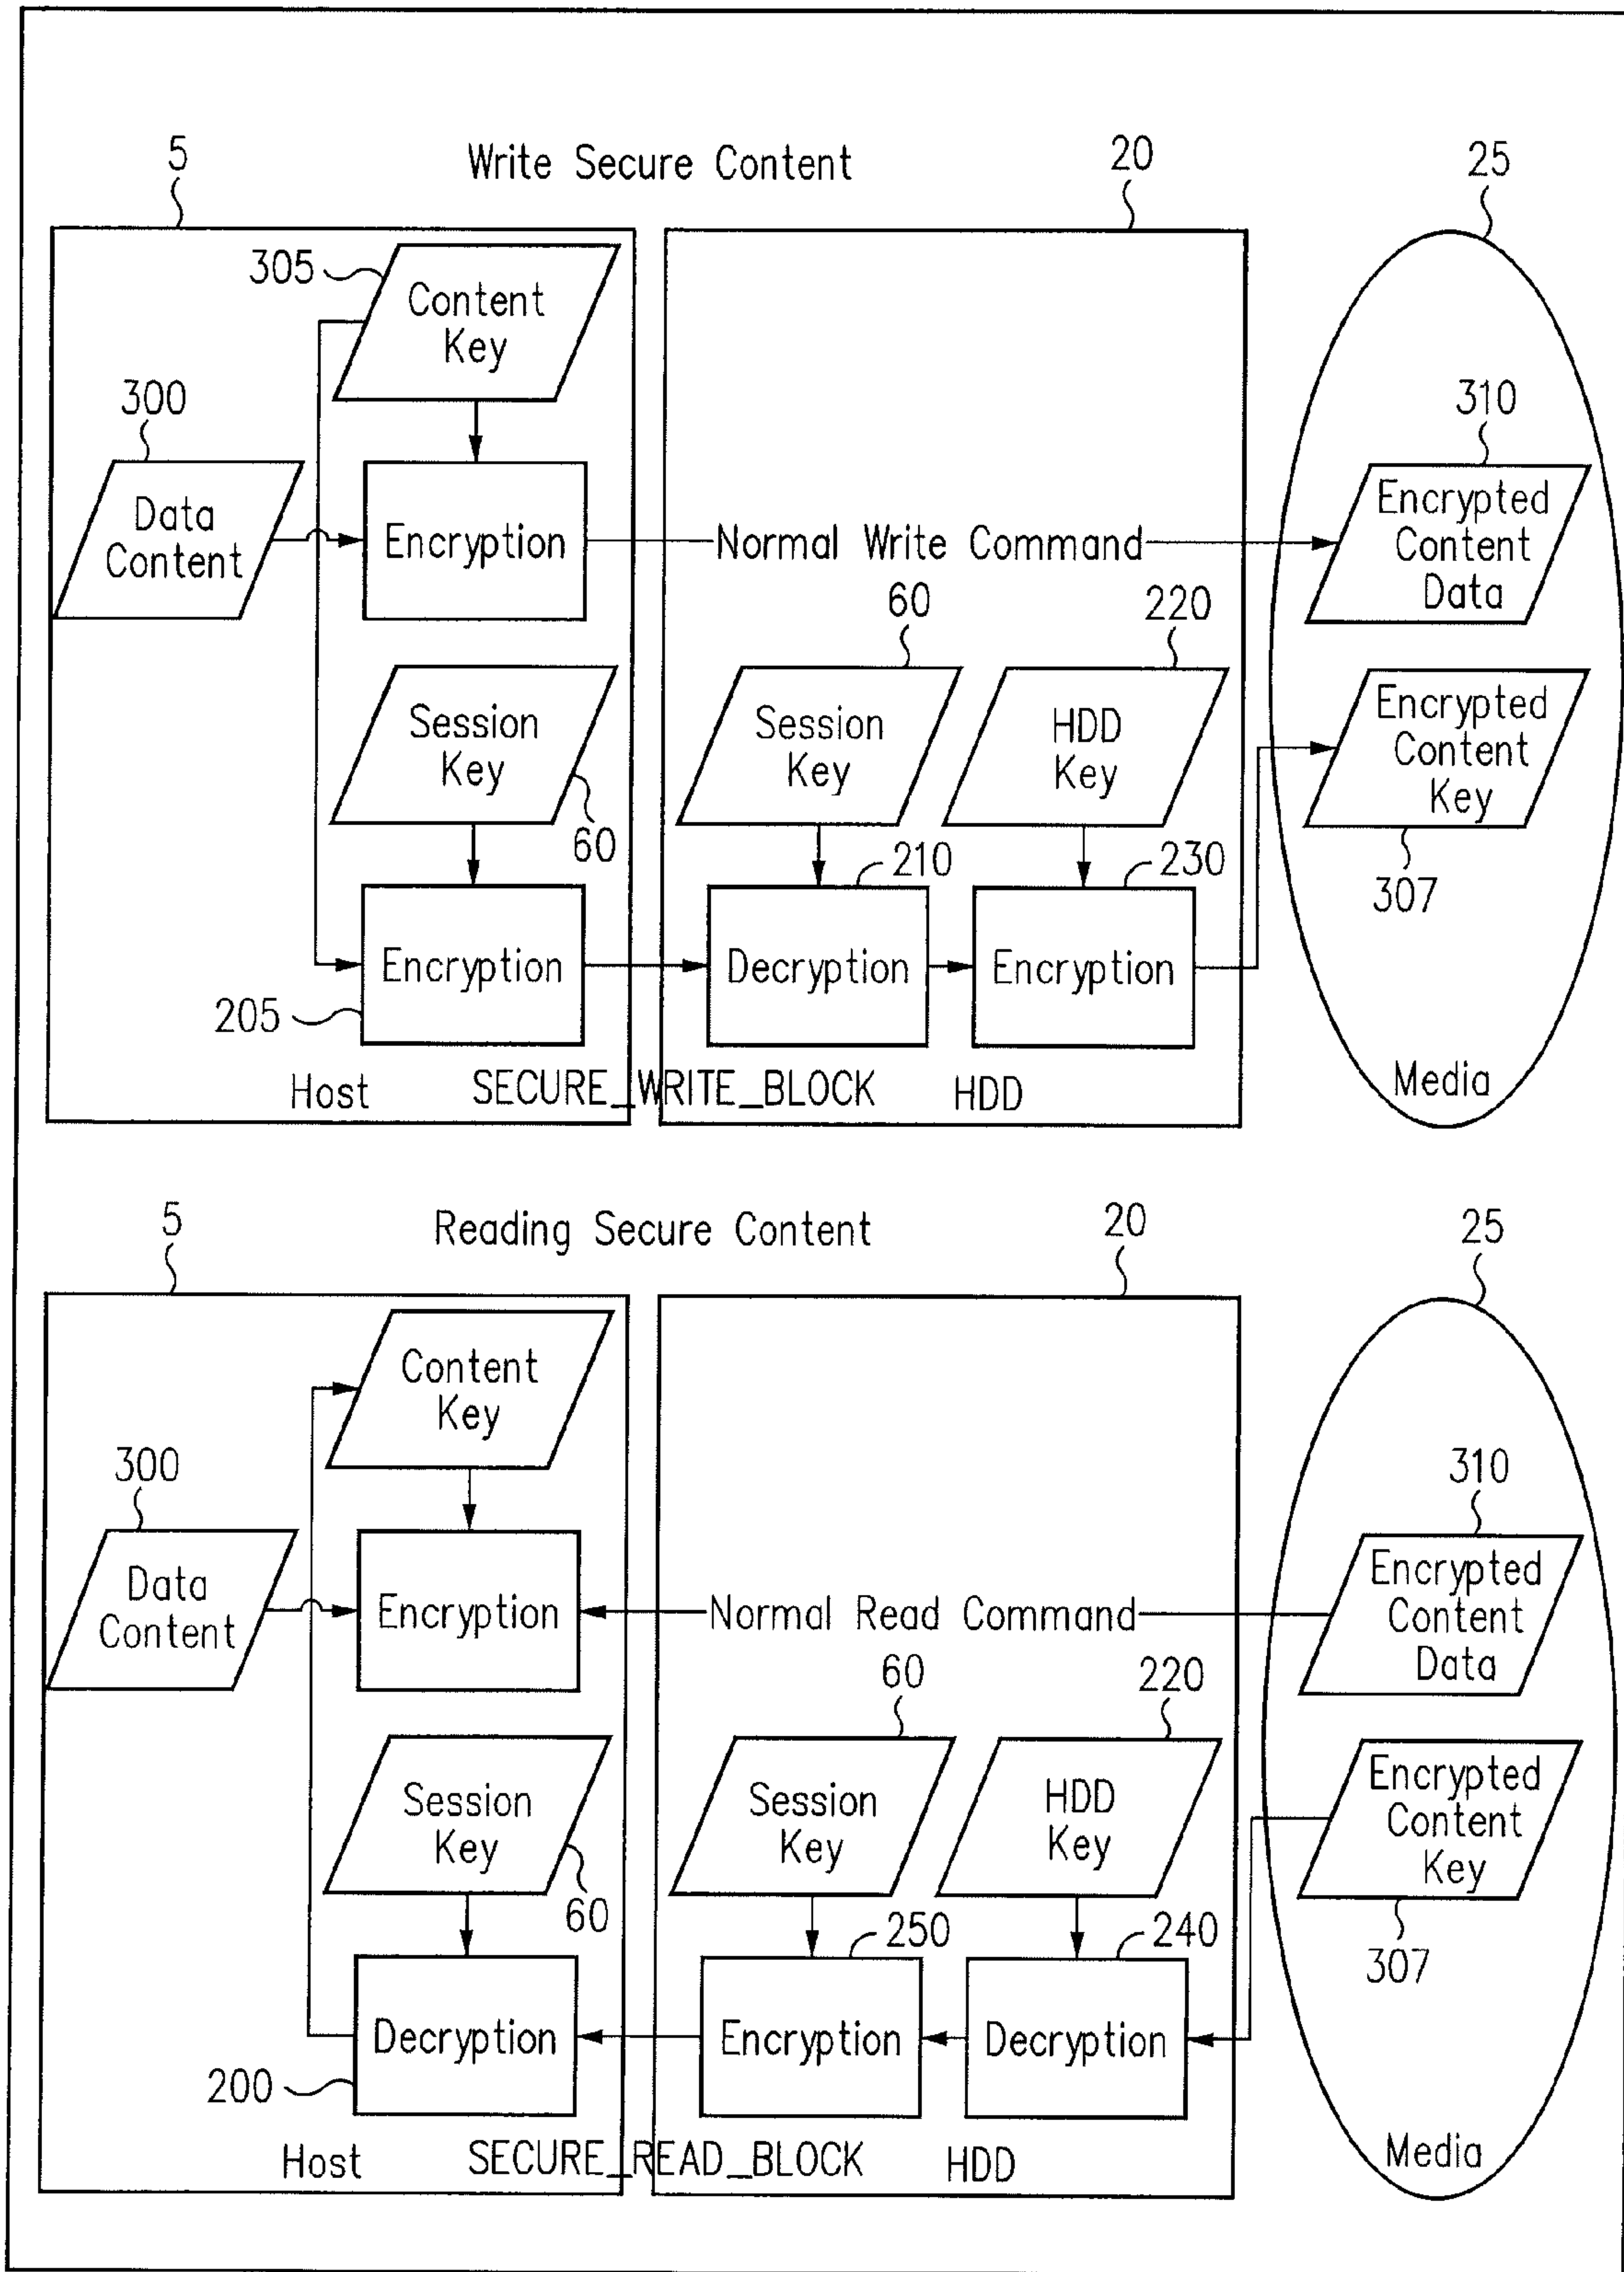 Write Secure Content
5
20
25
305
Content
Key
300
Data
Content
Encryption
Normal Write Command
310
Encrypted
Content
Data
60
220
Session
Key
60
Session
Key
HDD
Key
Encrypted
Content
Key
307
210
230
Encryption
205
Decryption
Encryption
Host
SECURE_WRITE_BLOCK
HDD
Media
Reading Secure Content
5
20
25
Content
Key
300
Data
Content
Encryption
Normal Read Command
310
Encrypted
Content
Data
60
220
Session
Key
60
Session
Key
HDD
Key
Encrypted
Content
Key
307
250
240
Decryption
200
Encryption
Decryption
Host
SECURE_READ_BLOCK
HDD
Media